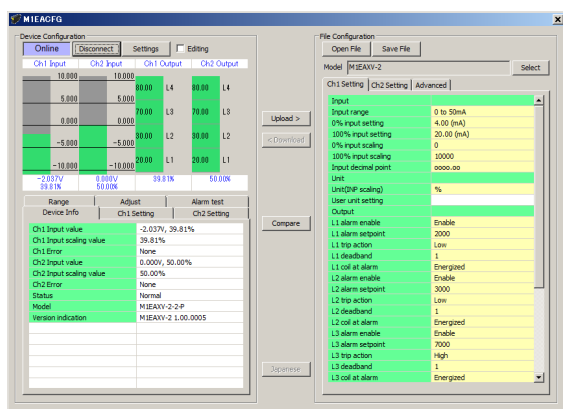 M1EACFG
Device Configuration
Online Disconnect Settings Editing
Ch1 Input Ch2 Input Ch1 Output Ch2 Output
10.000 10.000
80.00 L4 80.00 L4
5.000 5.000
70.00 L3 70.00 L3
0.000 0.000
30.00 L2 30.00 L2
-5.000 -5.000
20.00 L1 20.00 L1
-10.000 -10.000
-2.037V 0.000V 39.81% 50.00%
39.81% 50.00%
Range Adjust Alarm test
Device Info Ch1 Setting Ch2 Setting
Ch1 Input value -2.037V, 39.81%
Ch1 Input scaling value 39.81%
Ch1 Error None
Ch2 Input value 0.000V, 50.00%
Ch2 Input scaling value 50.00%
Ch2 Error None
Status Normal
Model M1EAXV-2-2-P
Version indication M1EAXV-2 1.00.0005
Upload >
< Download
Compare
Japanese
File Configuration
Open File Save File
Model M1EAXV-2 Select
Ch1 Setting Ch2 Setting Advanced
Input
Input range 0 to 50mA
0% input setting 4.00 (mA)
100% input setting 20.00 (mA)
0% input scaling 0
100% input scaling 10000
Input decimal point oooo.oo
Unit
Unit(INP scaling) %
User unit setting
Output
L1 alarm enable Enable
L1 alarm setpoint 2000
L1 trip action Low
L1 deadband 1
L1 coil at alarm Energized
L2 alarm enable Enable
L2 alarm setpoint 3000
L2 trip action Low
L2 deadband 1
L2 coil at alarm Energized
L3 alarm enable Enable
L3 alarm setpoint 7000
L3 trip action High
L3 deadband 1
L3 coil at alarm Energized